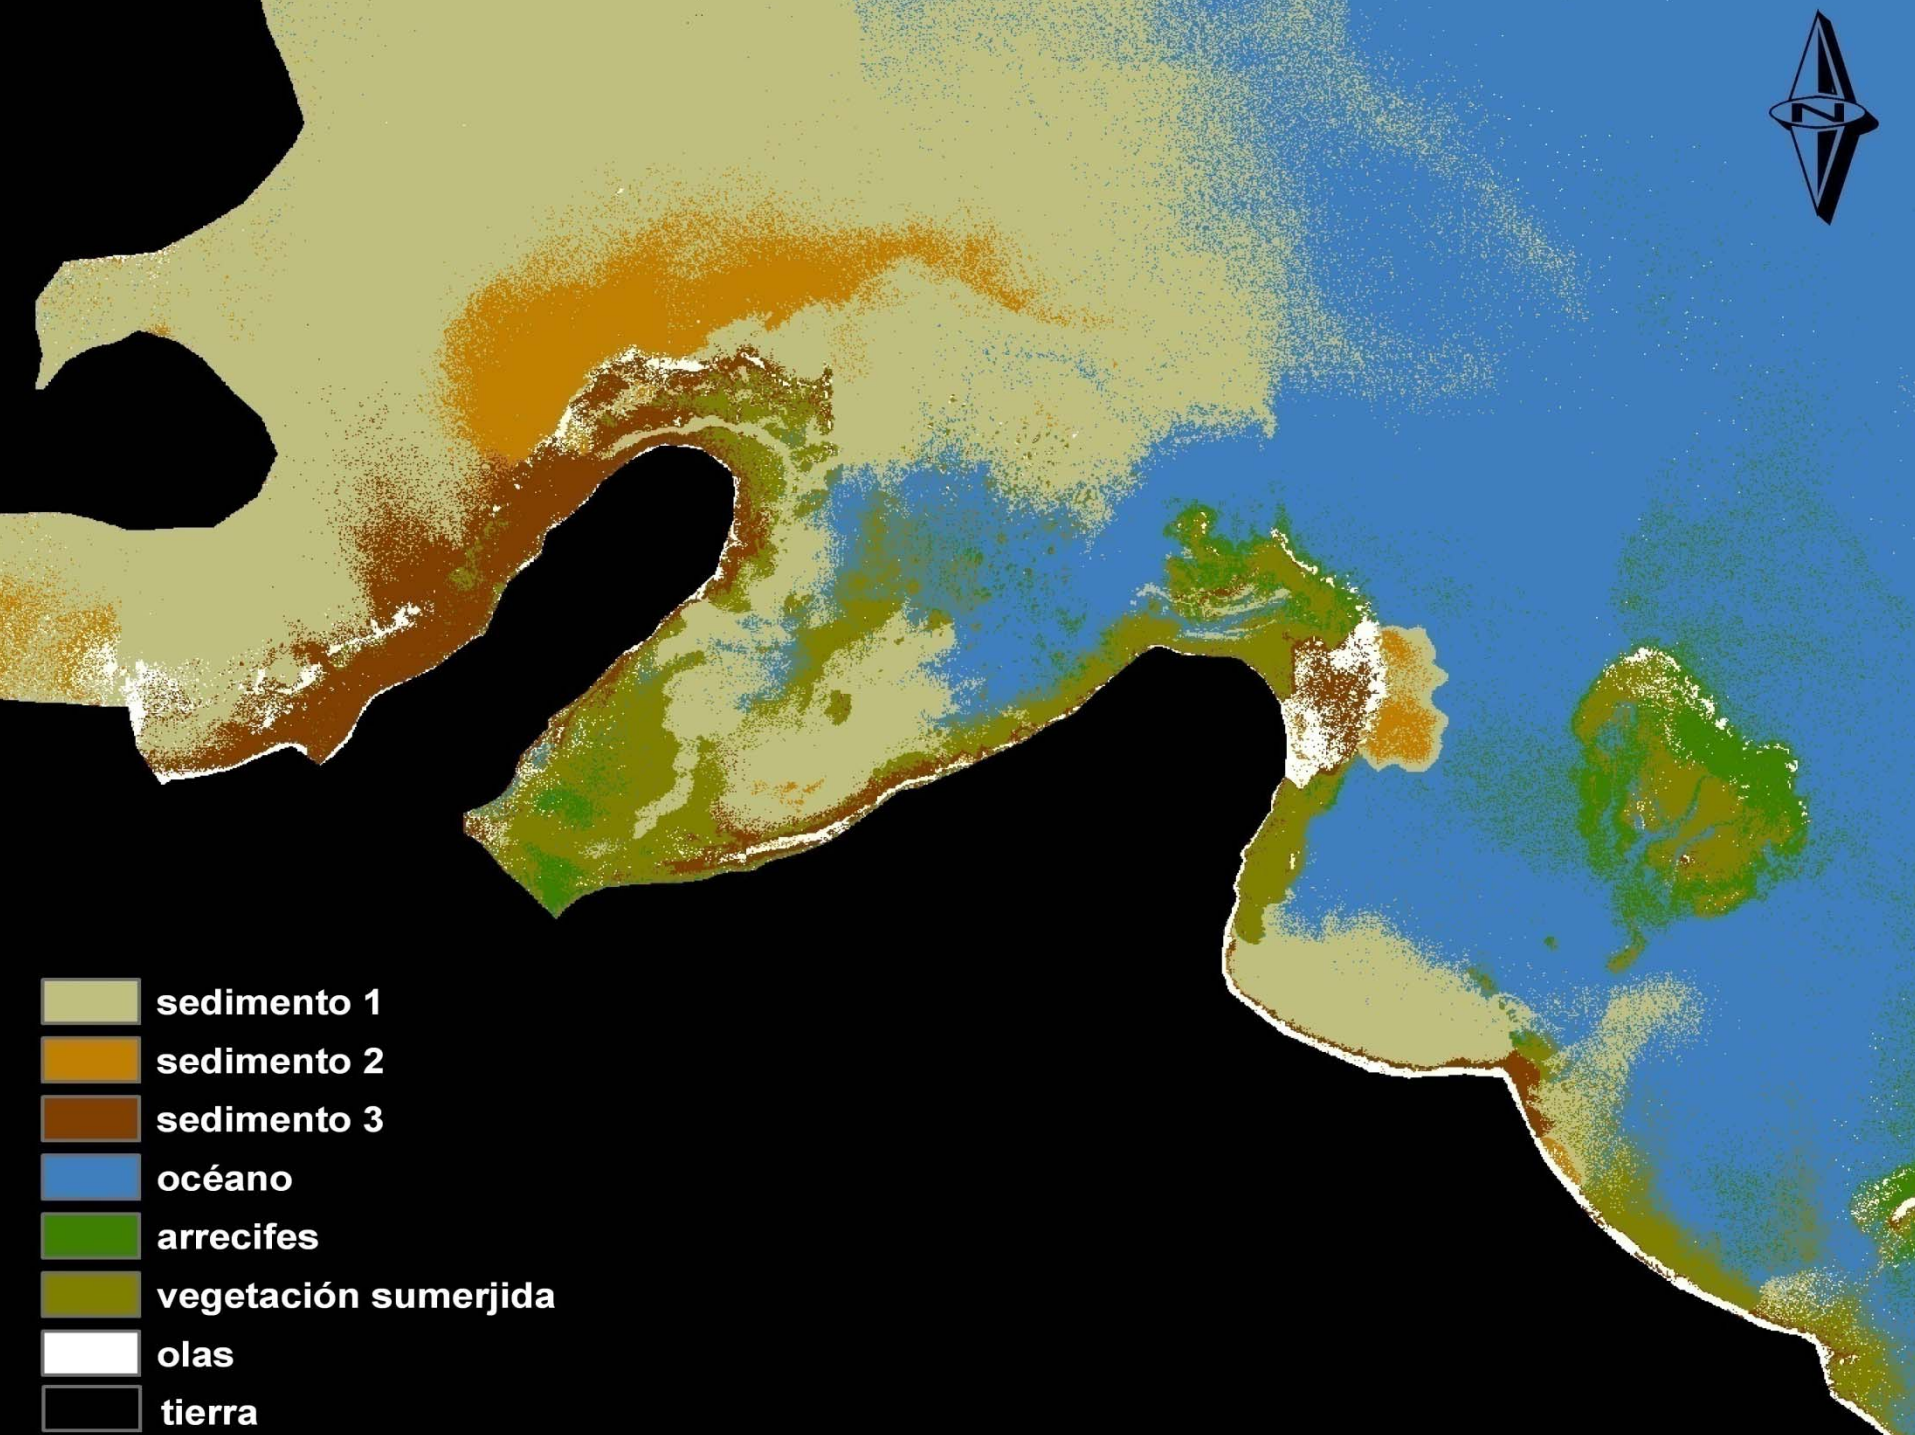 N
sedimento 1
sedimento 2
sedimento 3
océano
arrecifes
vegetación sumerjida
olas
tierra